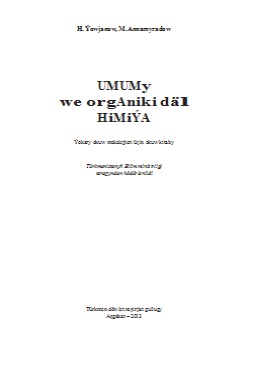 H. Ýowjanow, M. Annamyradow
UMUMy
we orgAniki däl
HiMiÝA
Ýokary okuw mekdepleri üçin okuw kitaby
Türkmenistanyň Bilim ministrligi
tarapyndan hödürlenildi
Türkmen döwlet neşirýat gullugy
Aşgabat – 2013